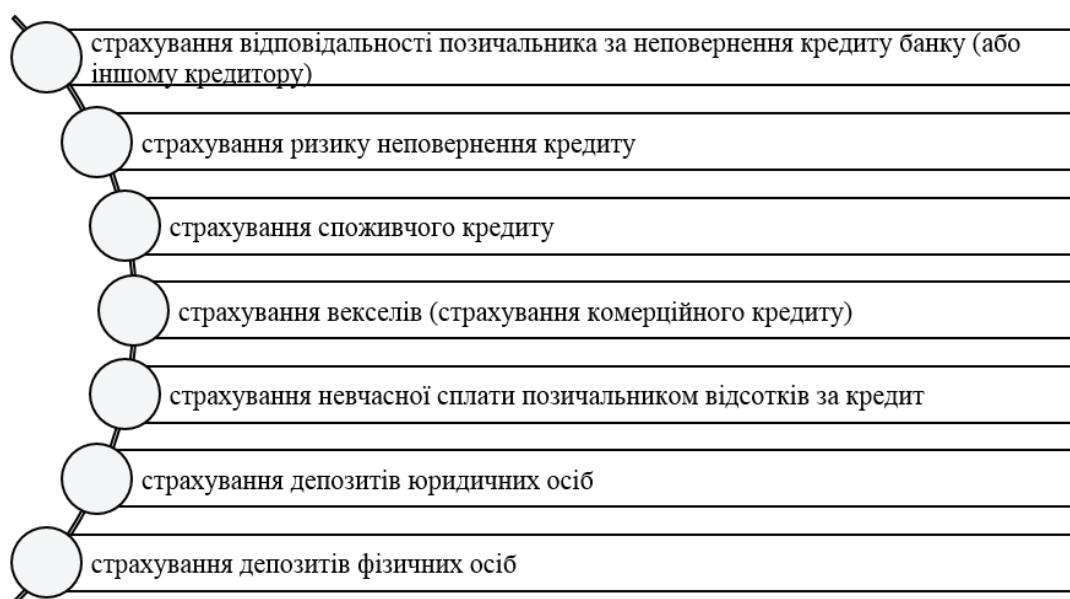 страхування відповідальності позичальника за неповернення кредиту банку (або
іншому кредитору)
страхування ризику неповернення кредиту
страхування споживчого кредиту
страхування векселів (страхування комерційного кредиту)
страхування невчасної сплати позичальником відсотків за кредит
страхування депозитів юридичних осіб
страхування депозитів фізичних осіб